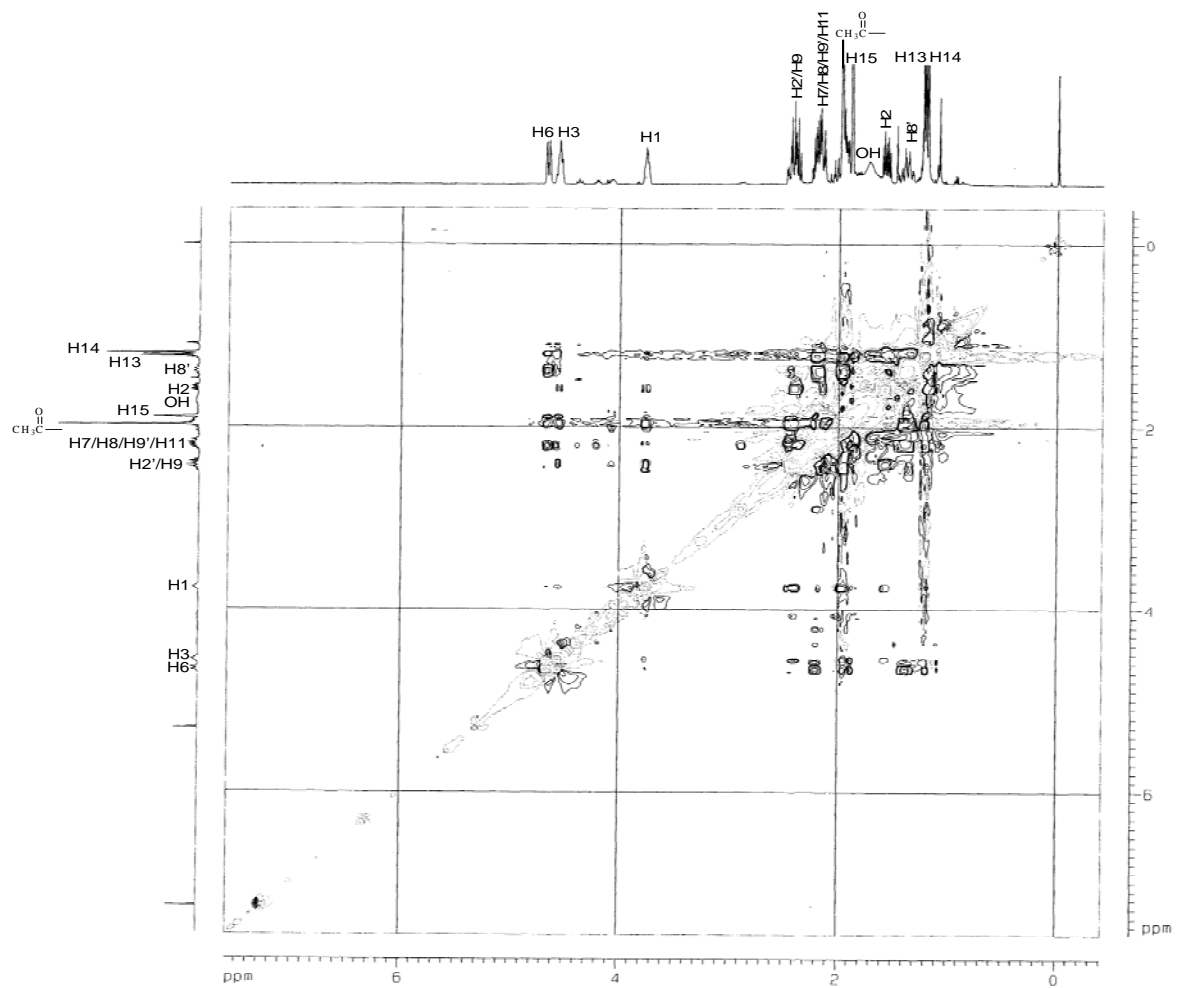 O
CH3C
H2'/H9
H7/H8/H9'/H11
H15
H13 H14
H6 H3
H1
OH
H2
H8'
0
H14
H13
H8'
H2
OH
H15
O
CH3C
2
H7/H8/H9'/H11
H2'/H9
H1
4
H3
H6
6
ppm
ppm 6 4 2 0